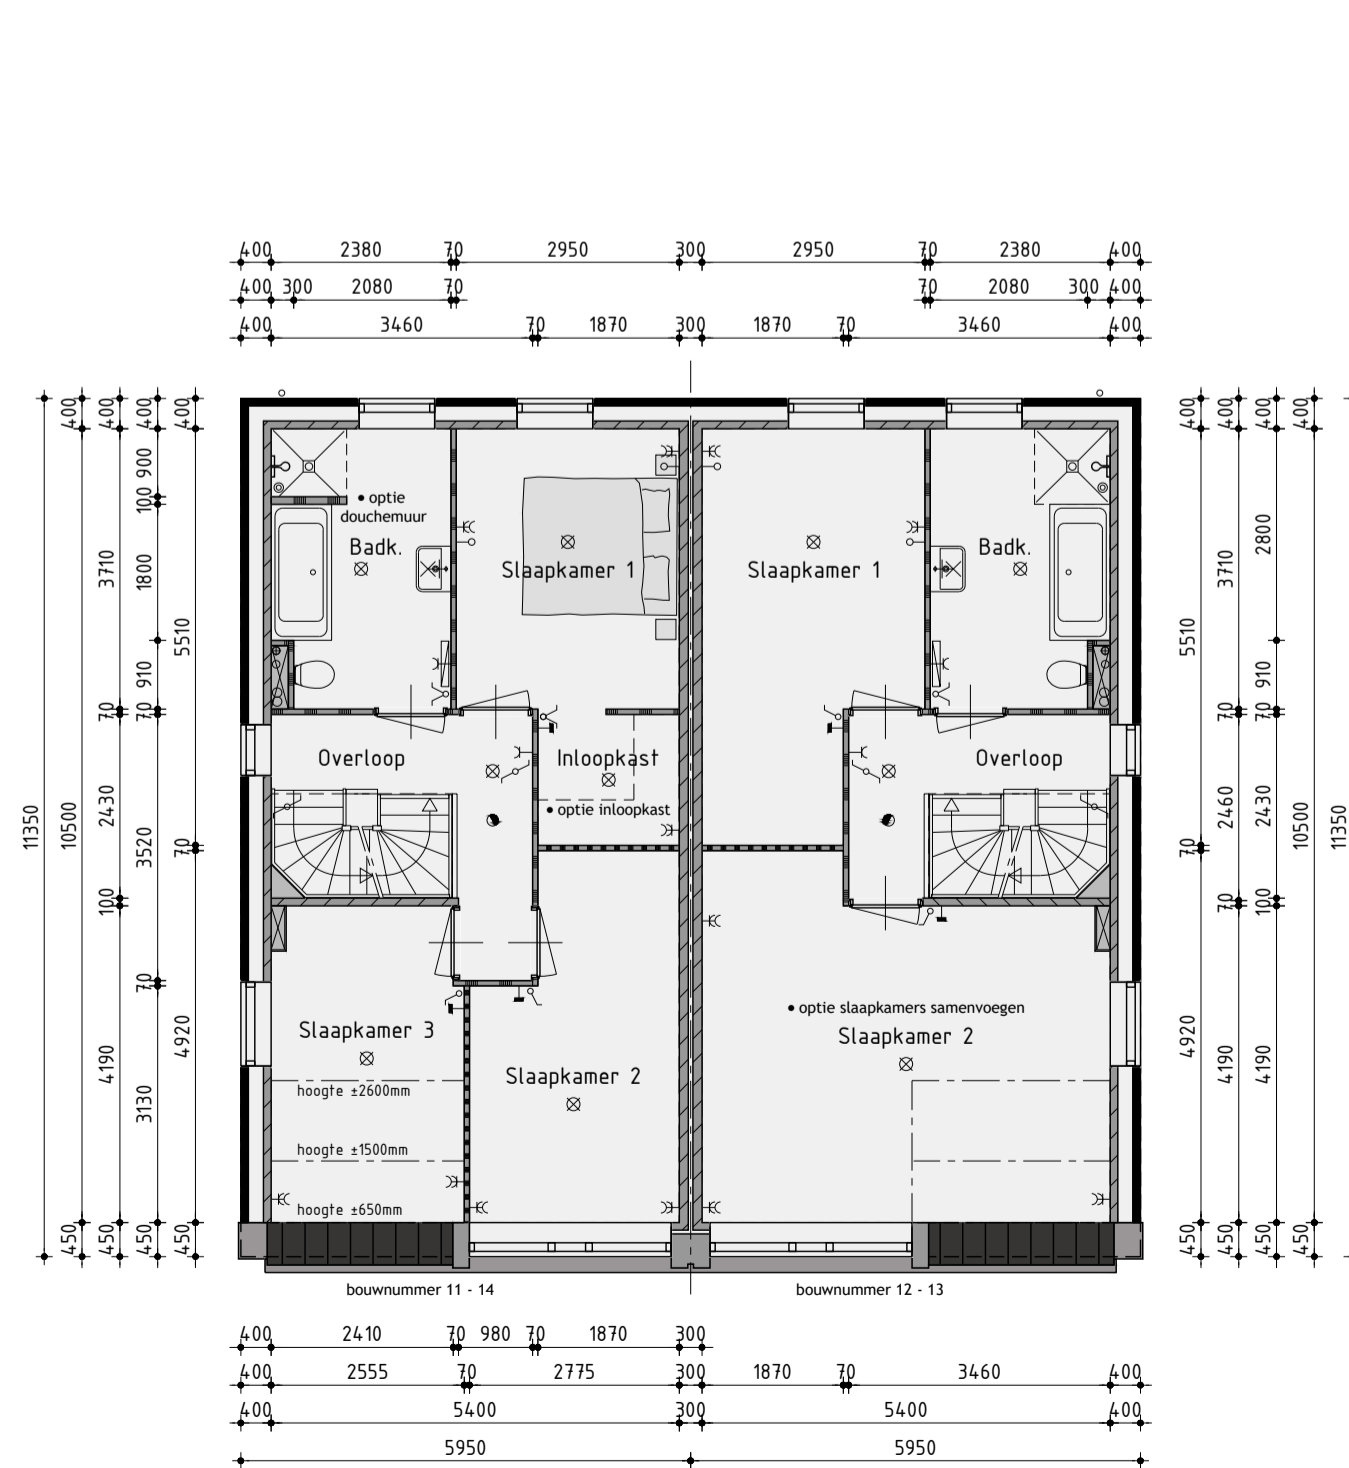 400 2380 70 2950 300 2950 70 2380 400
400 300 2080 70 70 2080 300 400
400 3460 70 1870 300 1870 70 3460 400
11350
400 10500 450
400 3710 70 2430 100 4190 450
400 900 100 1800 910 70 3520 70 3130 450
400 5510 70 4920 450
• optie
douchemuur
Badk.
Slaapkamer 1
Slaapkamer 1
Badk.
Overloop
Inloopkast
• optie inloopkast
Overloop
Slaapkamer 3
hoogte ±2600mm
hoogte ±1500mm
hoogte ±650mm
Slaapkamer 2
• optie slaapkamers samenvoegen
Slaapkamer 2
400 5510 70 4920 450
400 3710 70 2460 70 4190 450
400 2800 910 70 2430 100 4190 450
400 10500 450
11350
bouwnummer 11 - 14
bouwnummer 12 - 13
400 2410 70 980 70 1870 300
400 2555 70 2775 300 1870 70 3460 400
400 5400 300 5400 400
5950 5950